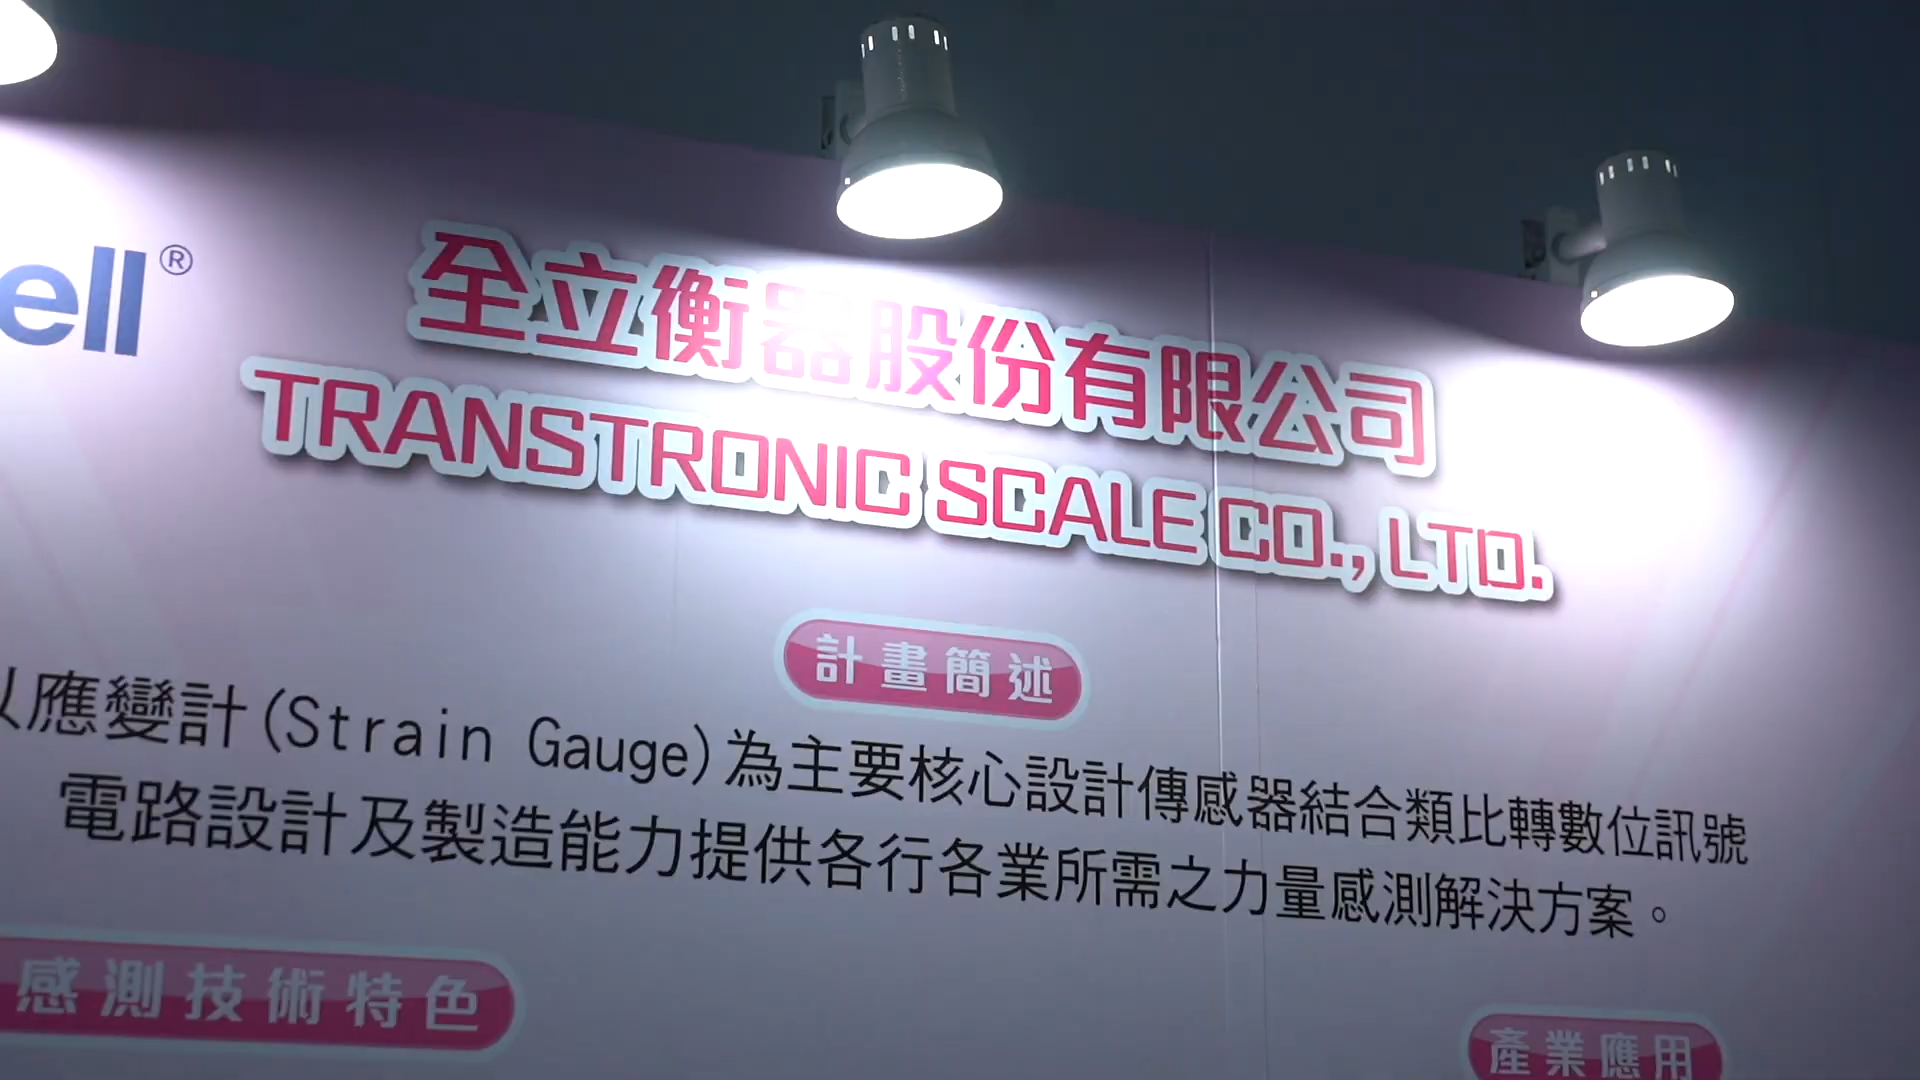 ell®
全立衡器股份有限公司
TRANSTRONIC SCALE CO., LTD.
計畫簡述
以應變計(Strain Gauge)為主要核心設計傳感器結合類比轉數位訊號
電路設計及製造能力提供各行各業所需之力量感測解決方案。
感測技術特色
產業應用